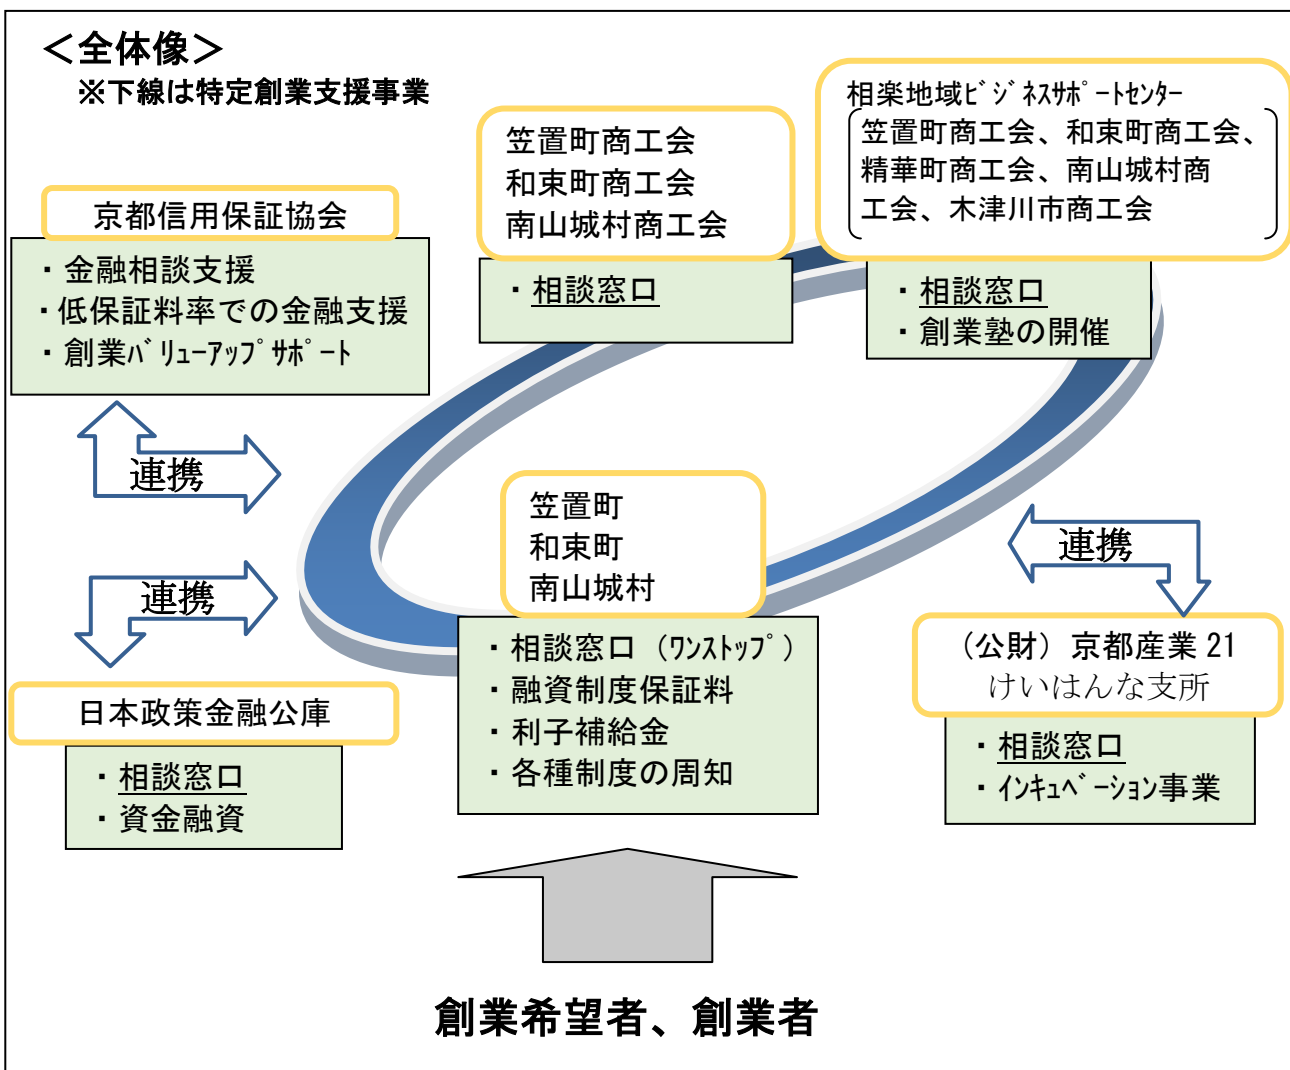 ＜全体像＞
※下線は特定創業支援事業
相楽地域ﾋﾞｼﾞﾈｽｻﾎﾟｰﾄセンター
笠置町商工会、和束町商工会、
精華町商工会、南山城村商
工会、木津川市商工会
・相談窓口
・創業塾の開催
笠置町商工会
和束町商工会
南山城村商工会
・相談窓口
京都信用保証協会
・金融相談支援
・低保証料率での金融支援
・創業ﾊﾞﾘｭｰｱｯﾌﾟｻﾎﾟｰﾄ
連携
連携
連携
笠置町
和束町
南山城村
・相談窓口（ﾜﾝｽﾄｯﾌﾟ）
・融資制度保証料
・利子補給金
・各種制度の周知
日本政策金融公庫
・相談窓口
・資金融資
（公財）京都産業 21
けいはんな支所
・相談窓口
・ｲﾝｷｭﾍﾞｰｼｮﾝ事業
創業希望者、創業者